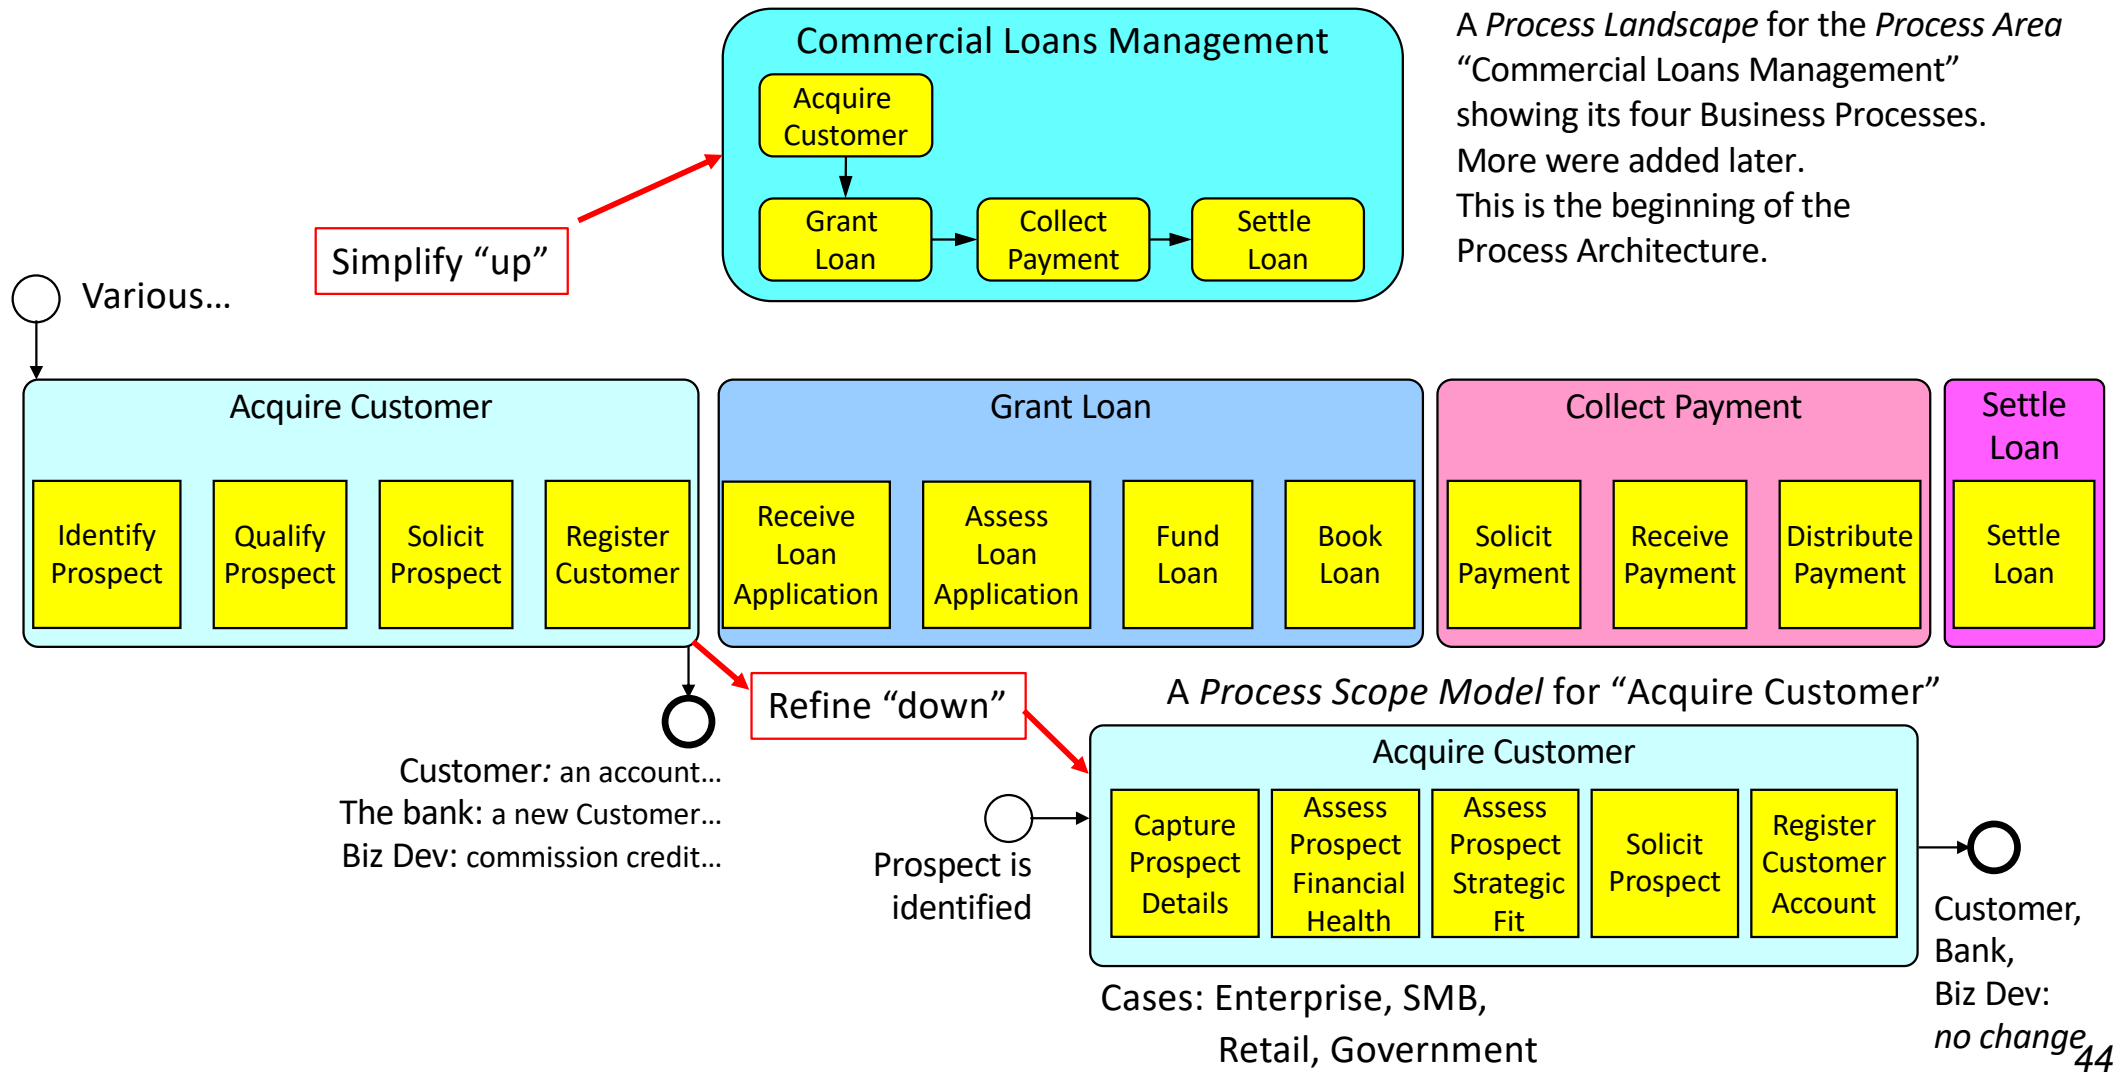 Commercial Loans Management
Acquire
Customer
Grant
Loan
Collect
Payment
Settle
Loan
A Process Landscape for the Process Area
“Commercial Loans Management”
showing its four Business Processes.
More were added later.
This is the beginning of the
Process Architecture.
Simplify “up”
Various…
Acquire Customer
Identify
Prospect
Qualify
Prospect
Solicit
Prospect
Register
Customer
Grant Loan
Receive
Loan
Application
Assess
Loan
Application
Fund
Loan
Book
Loan
Collect Payment
Solicit
Payment
Receive
Payment
Distribute
Payment
Settle
Loan
Settle
Loan
Refine “down”
Customer: an account…
The bank: a new Customer…
Biz Dev: commission credit…
A Process Scope Model for “Acquire Customer”
Prospect is
identified
Acquire Customer
Capture
Prospect
Details
Assess
Prospect
Financial
Health
Assess
Prospect
Strategic
Fit
Solicit
Prospect
Register
Customer
Account
Customer,
Bank,
Biz Dev:
no change
Cases: Enterprise, SMB,
Retail, Government
44